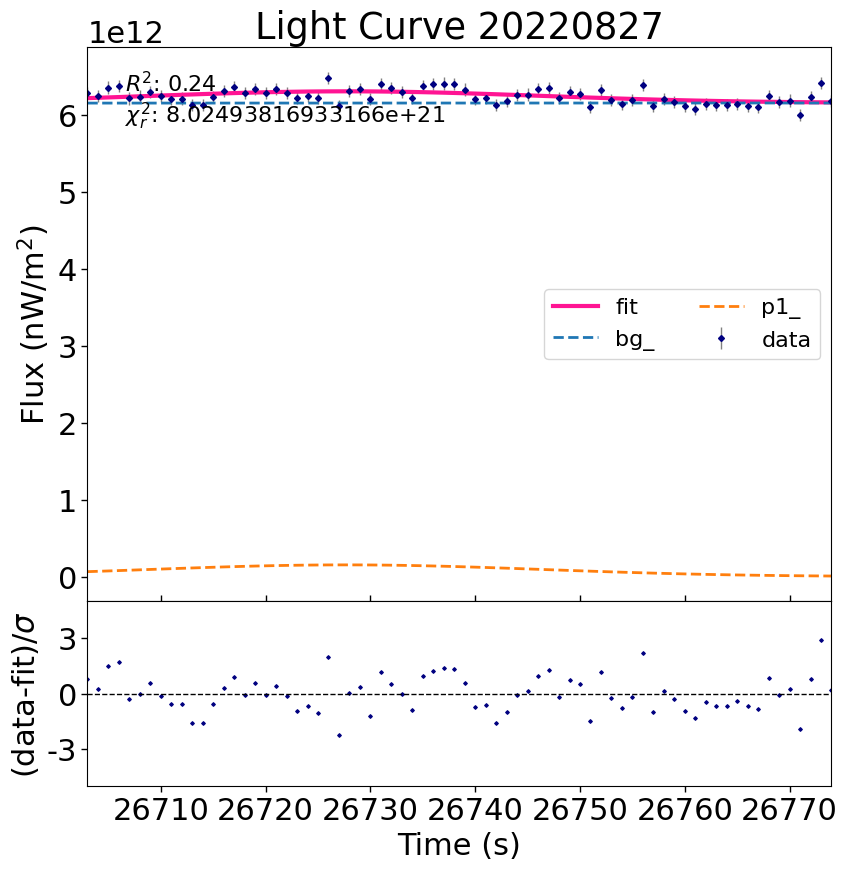 Light Curve 20220827
1e12
R²: 0.24
χ²ᵣ: 8.024938816933166e+21
6
5
4
3
2
1
0
Flux (nW/m²)
fit
bg_
p1_
data
3
0
-3
(data-fit)/σ
26710 26720 26730 26740 26750 26760 26770
Time (s)